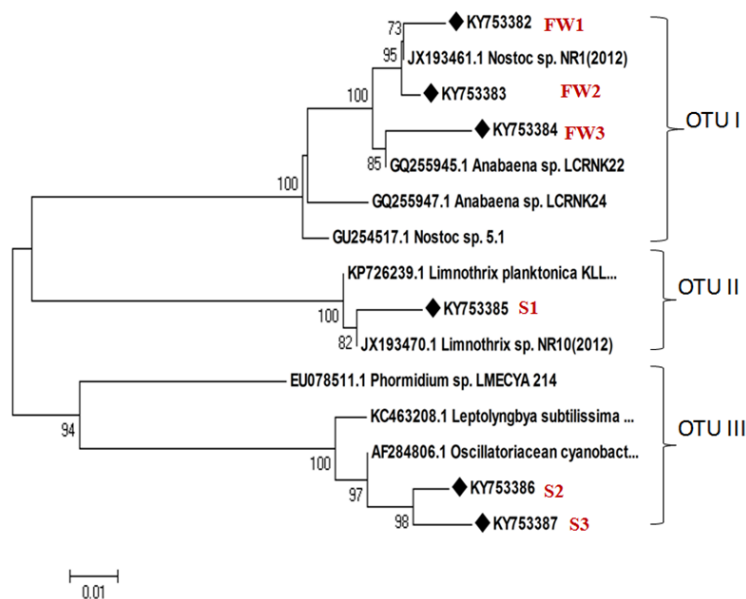 73
KY753382 FW1
95
JX193461.1 Nostoc sp. NR1(2012)
100
KY753383 FW2
OTU I
KY753384 FW3
85
GQ255945.1 Anabaena sp. LCRNK22
100
GQ255947.1 Anabaena sp. LCRNK24
GU254517.1 Nostoc sp. 5.1
KP726239.1 Limnothrix planktonica KLL...
OTU II
100
KY753385 S1
82
JX193470.1 Limnothrix sp. NR10(2012)
EU078511.1 Phormidium sp. LMECYA 214
94
KC463208.1 Leptolyngbya subtilissima ...
OTU III
100
AF284806.1 Oscillatoriacean cyanobact...
97
KY753386 S2
98
KY753387 S3
0.01